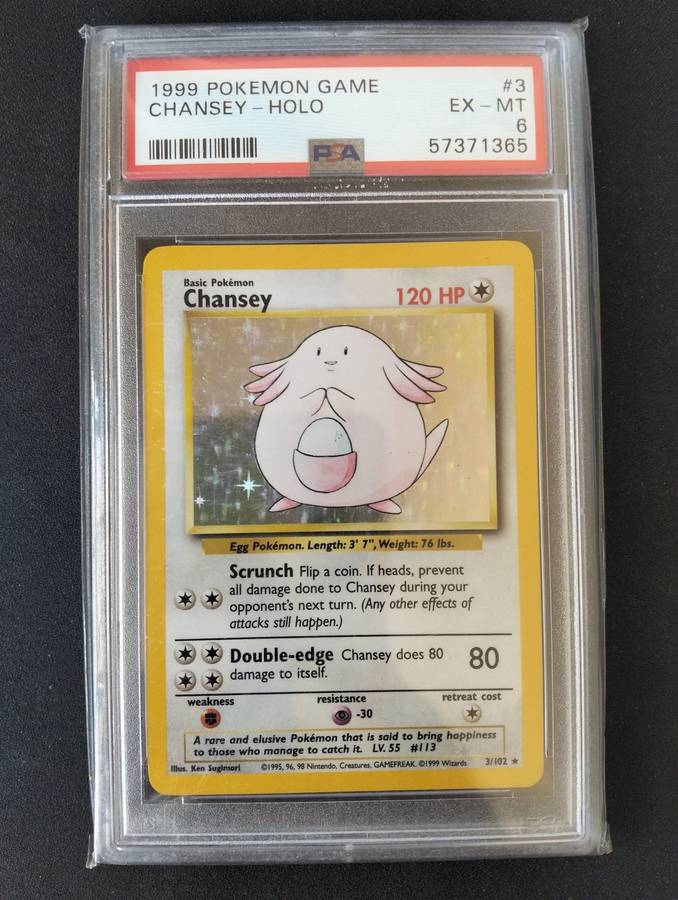 1999 POKEMON GAME #3
CHANSEY - HOLO EX - MT
6
PSA 57371365
Basic Pokémon
Chansey 120 HP
Egg Pokémon. Length: 3' 7", Weight: 76 lbs.
Scrunch Flip a coin. If heads, prevent
all damage done to Chansey during your
opponent's next turn. (Any other effects of
attacks still happen.)
Double-edge Chansey does 80 80
damage to itself.
weakness resistance retreat cost
-30
A rare and elusive Pokémon that is said to bring happiness
to those who manage to catch it. LV. 55 #113
Illus. Ken Sugimori ©1995, 96, 98 Nintendo, Creatures, GAMEFREAK. ©1999 Wizards. 3/102 ★